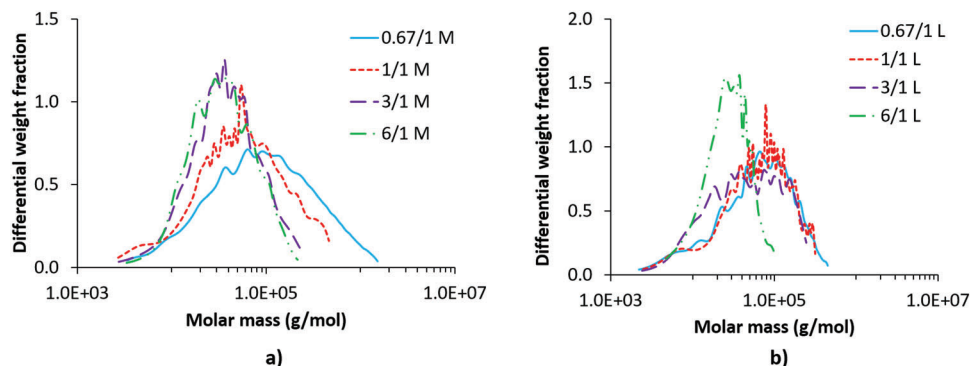 1.5
1.0
0.5
0.0
Differential weight fraction
0.67/1 M
1/1 M
3/1 M
6/1 M
1.0E+03
1.0E+05
1.0E+07
Molar mass (g/mol)
a)
2.0
1.5
1.0
0.5
0.0
Differential weight fraction
0.67/1 L
1/1 L
3/1 L
6/1 L
1.0E+03
1.0E+05
1.0E+07
Molar mass (g/mol)
b)